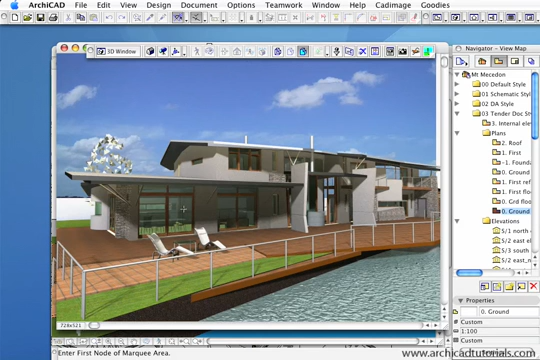 ArchiCAD File Edit View Design Document Options Teamwork Window Help Cadimage Goodies
3D Window
Navigator - View Map
Mt Mecedon
00 Default Style
01 Schematic Style
02 DA Style
03 Tender Doc St
3. Internal ele
Plans
2. Roof
1. First
-1. Founda
0. Ground
1. First ref
1. First flo
0. Grd floo
0. Ground
Elevations
S/1 north e
S/2 east el
S/3 south
S/2 east_n
728x521
Properties
0. Ground
Custom
1:100
Custom
Enter First Node of Marquee Area.
www.archicadtutorials.com